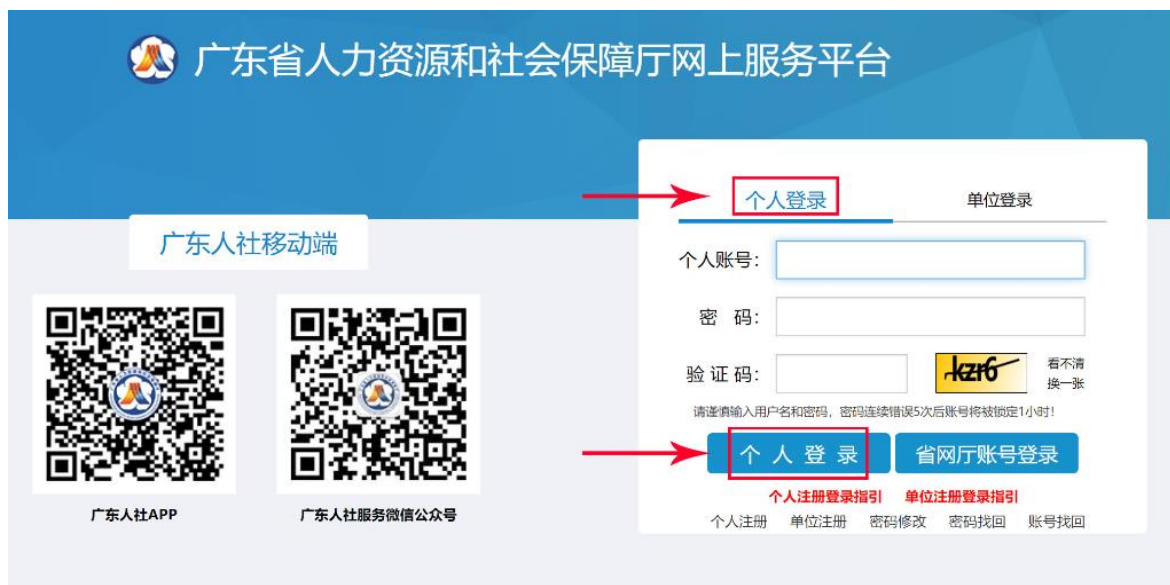 广东省人力资源和社会保障厅网上服务平台
个人登录
单位登录
广东人社移动端
个人账号:
密 码:
验 证 码:
kzr6
看不清
换一张
请谨慎输入用户名和密码，密码连续错误5次后账号将被锁定1小时!
个 人 登 录
省网厅账号登录
个人注册登录指引 单位注册登录指引
个人注册 单位注册 密码修改 密码找回 账号找回
广东人社APP
广东人社服务微信公众号